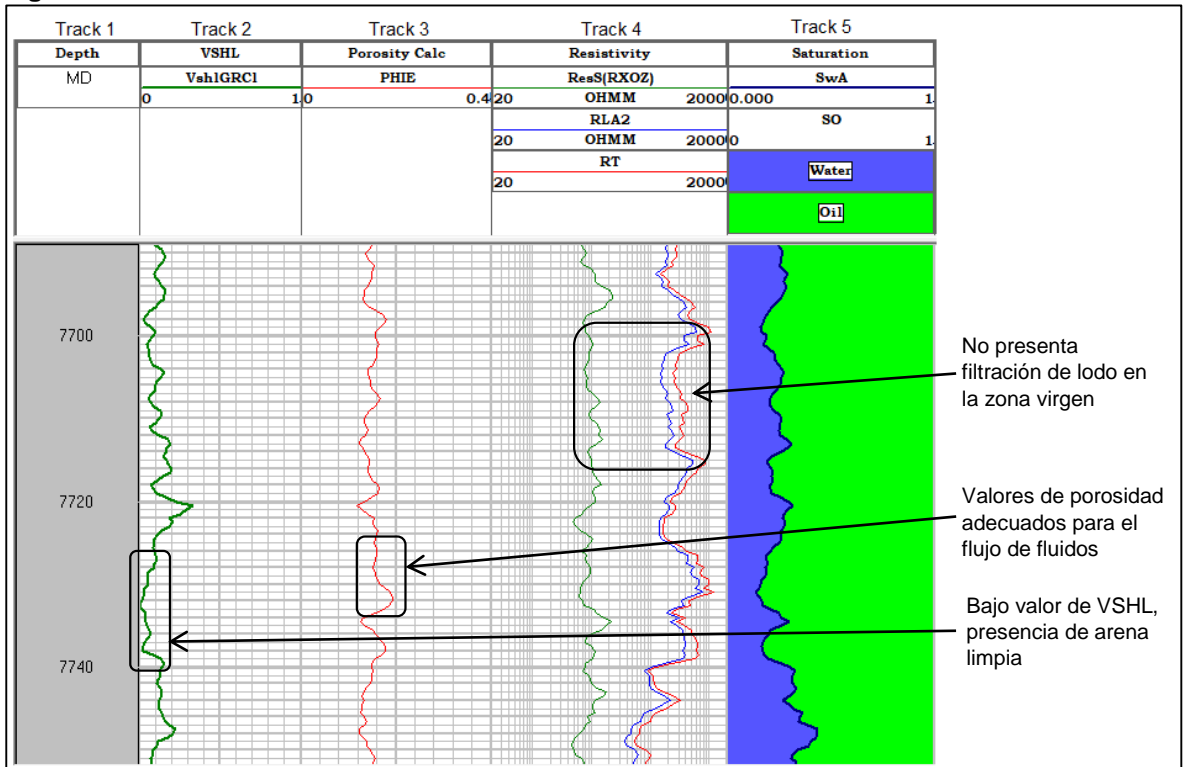 Track 1 Track 2 Track 3 Track 4 Track 5
Depth VSHL Porosity Calc Resistivity Saturation
MD VshlGRCl PHIE ResS(RXOZ) SwA
0 1. 0 0.4 20 OHMM 2000 0.000 1.
RLA2 SO
20 OHMM 2000 0 1.
RT
20 2000
Water
Oil
7700
No presenta
filtración de lodo en
la zona virgen
7720
Valores de porosidad
adecuados para el
flujo de fluidos
Bajo valor de VSHL,
presencia de arena
limpia
7740